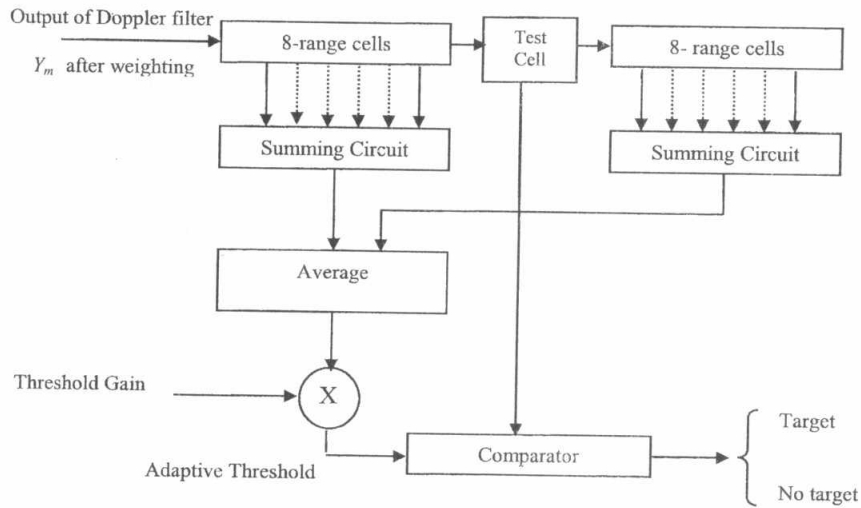 Output of Doppler filter
Y_m after weighting
8-range cells
Test
Cell
8- range cells
Summing Circuit
Summing Circuit
Average
Threshold Gain
X
Adaptive Threshold
Comparator
Target
No target